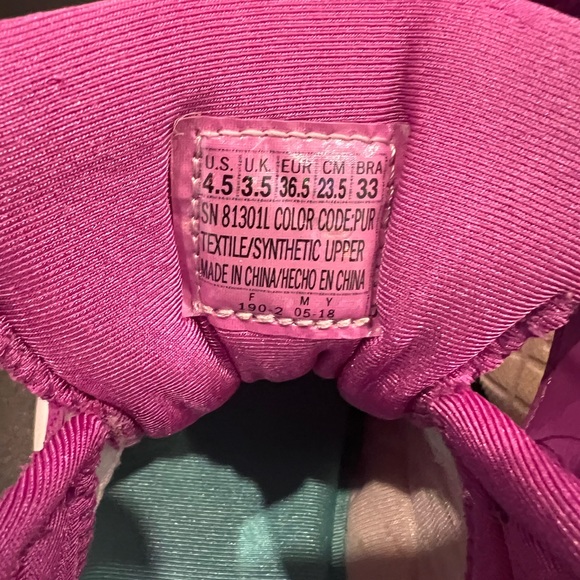 U.S. U.K. EUR CM BRA
4.5 3.5 36.5 23.5 33
SN 81301L COLOR CODE:PUR
TEXTILE/SYNTHETIC UPPER
MADE IN CHINA/HECHO EN CHINA
F M Y
190-2 05-18